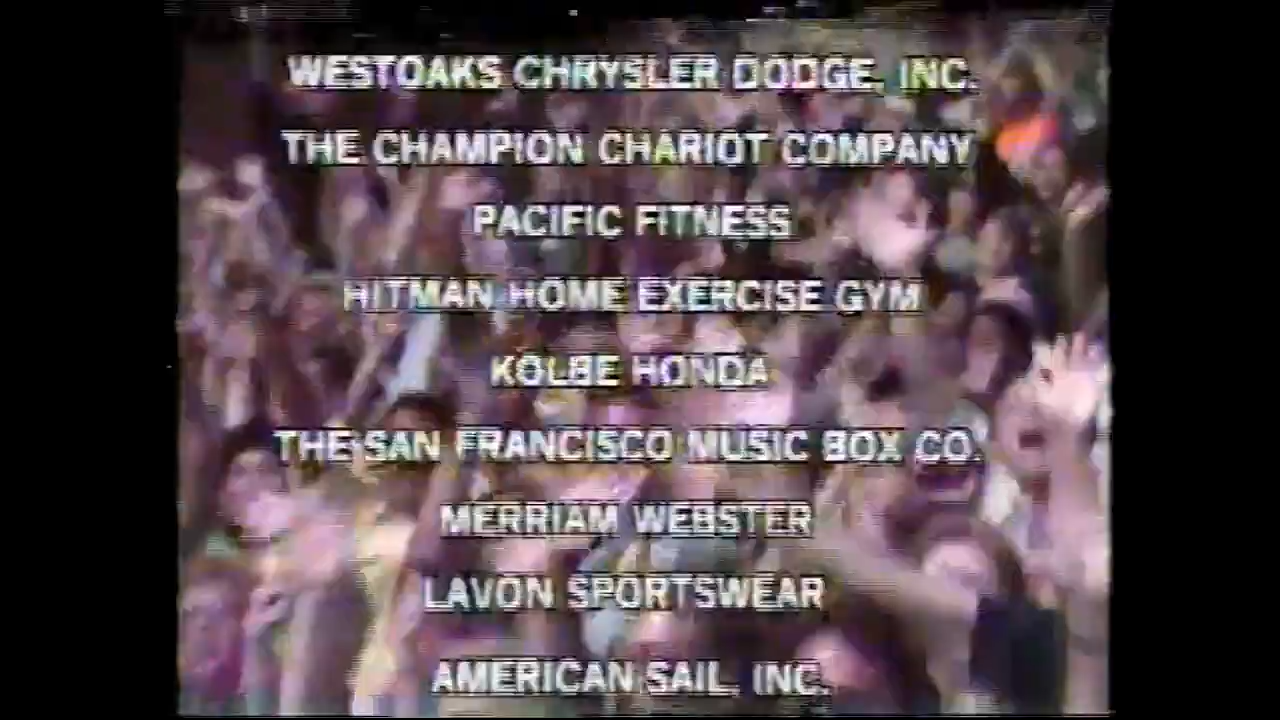 WESTOAKS CHRYSLER DODGE, INC.
THE CHAMPION CHARIOT COMPANY
PACIFIC FITNESS
HITMAN HOME EXERCISE GYM
KOLBE HONDA
THE SAN FRANCISCO MUSIC BOX CO.
MERRIAM WEBSTER
LAVON SPORTSWEAR
AMERICAN SAIL, INC.